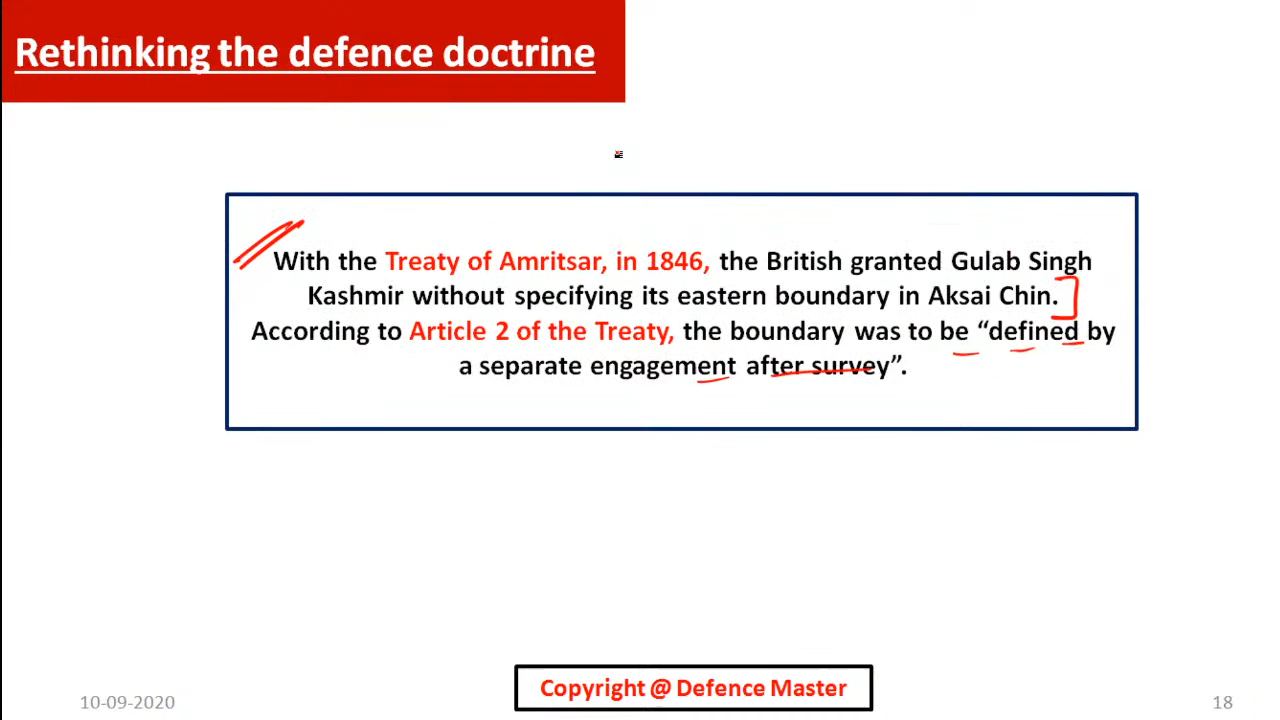 Rethinking the defence doctrine
With the Treaty of Amritsar, in 1846, the British granted Gulab Singh
Kashmir without specifying its eastern boundary in Aksai Chin.
According to Article 2 of the Treaty, the boundary was to be “defined by
a separate engagement after survey”.
Copyright @ Defence Master
10-09-2020
18